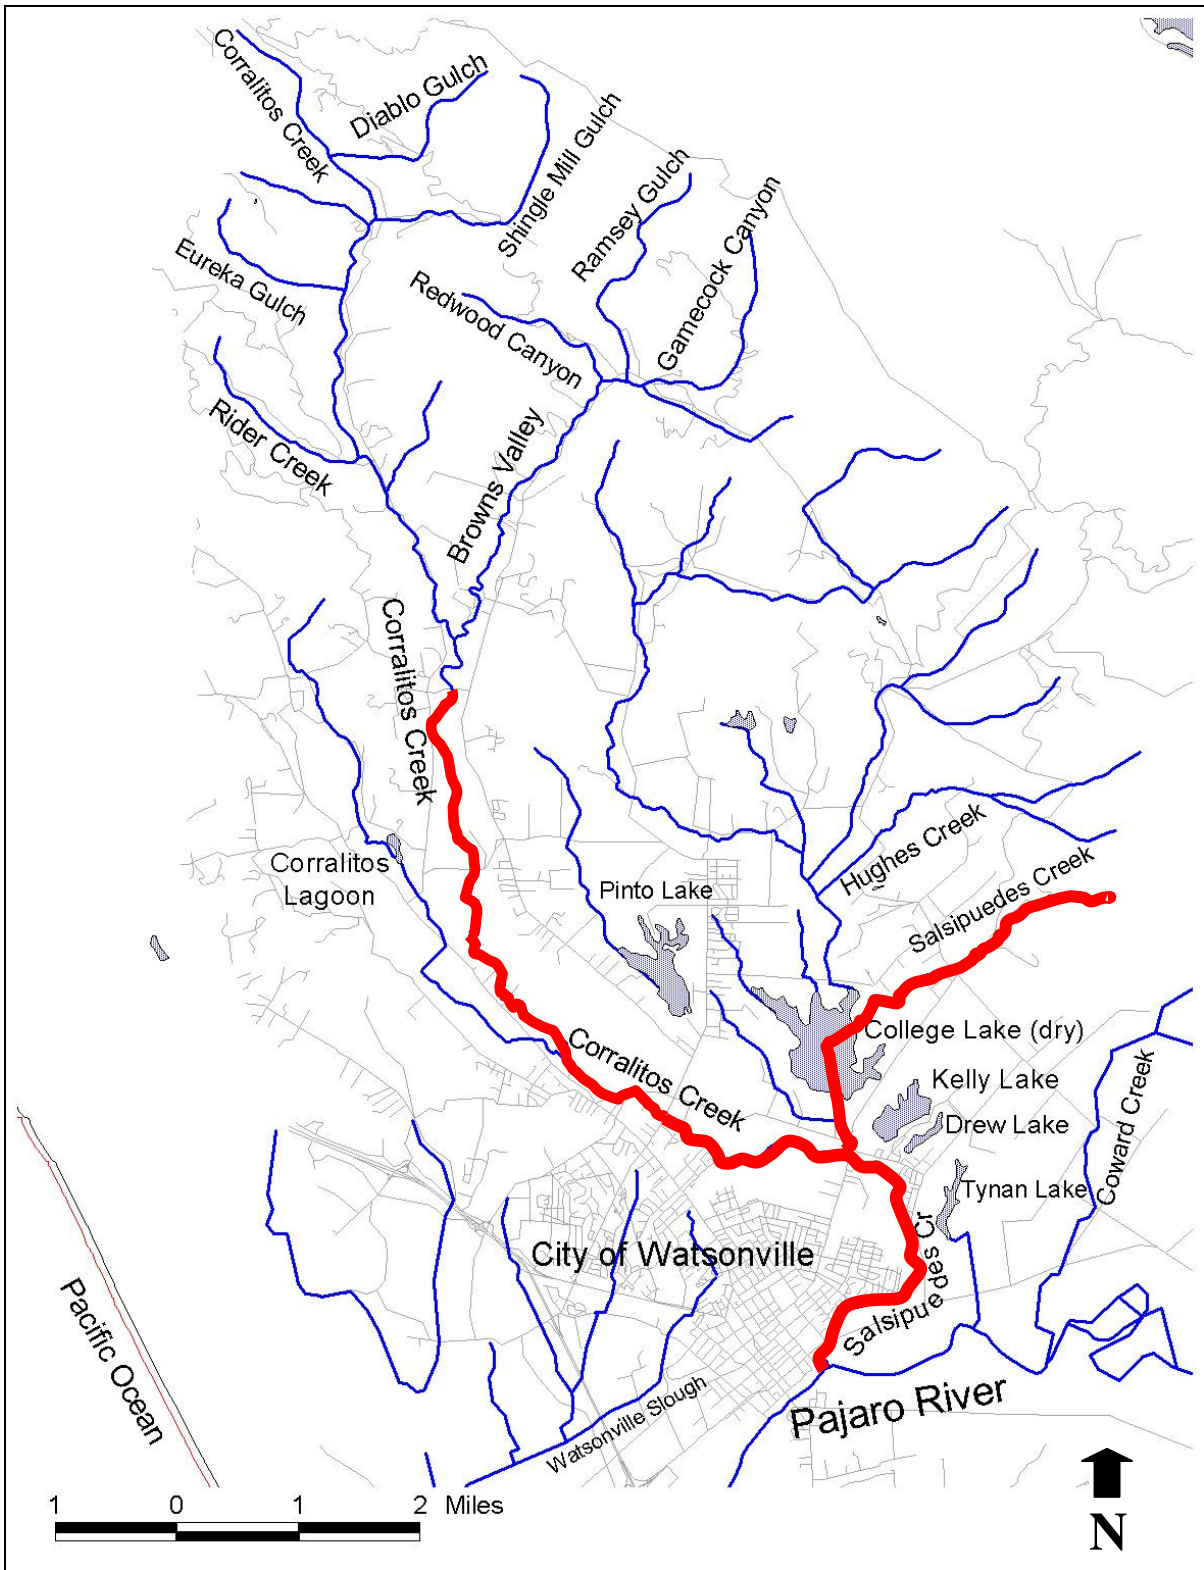 Corralitos Creek
Diablo Gulch
Shingle Mill Gulch
Ramsey Gulch
Gamecock Canyon
Eureka Gulch
Redwood Canyon
Rider Creek
Browns Valley
Corralitos Creek
Corralitos
Lagoon
Pinto Lake
Hughes Creek
Salsipuedes Creek
Corralitos Creek
College Lake (dry)
Kelly Lake
Drew Lake
Coward Creek
Tynan Lake
City of Watsonville
Salsipuedes Cr
Pacific Ocean
Watsonville Slough
Pajaro River
1 0 1 2 Miles
N